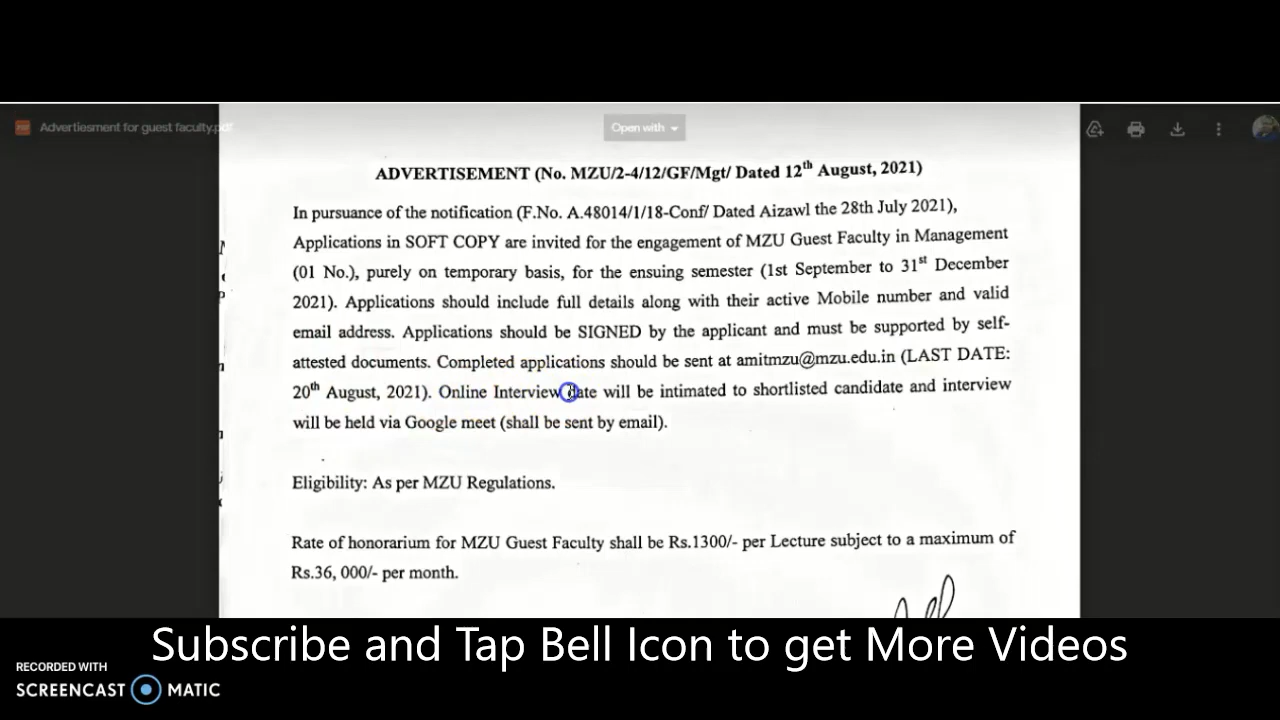 Advertiesment for guest faculty.pdf
Open with
ADVERTISEMENT (No. MZU/2-4/12/GF/Mgt/ Dated 12th August, 2021)
In pursuance of the notification (F.No. A.48014/1/18-Conf/ Dated Aizawl the 28th July 2021),
Applications in SOFT COPY are invited for the engagement of MZU Guest Faculty in Management
(01 No.), purely on temporary basis, for the ensuing semester (1st September to 31st December
2021). Applications should include full details along with their active Mobile number and valid
email address. Applications should be SIGNED by the applicant and must be supported by self-
attested documents. Completed applications should be sent at amitmzu@mzu.edu.in (LAST DATE:
20th August, 2021). Online Interview date will be intimated to shortlisted candidate and interview
will be held via Google meet (shall be sent by email).
Eligibility: As per MZU Regulations.
Rate of honorarium for MZU Guest Faculty shall be Rs.1300/- per Lecture subject to a maximum of
Rs.36, 000/- per month.
Subscribe and Tap Bell Icon to get More Videos
RECORDED WITH
SCREENCAST MATIC